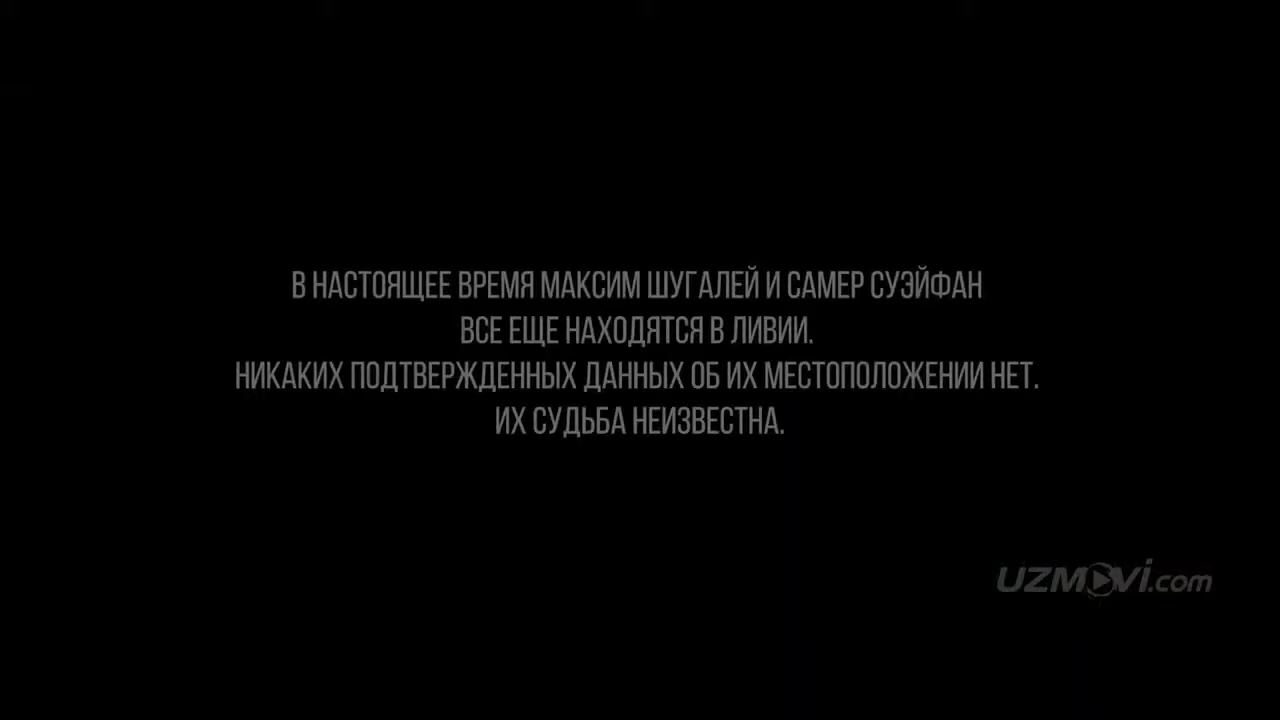 В НАСТОЯЩЕЕ ВРЕМЯ МАКСИМ ШУГАЛЕЙ И САМЕР СУЭЙФАН
ВСЕ ЕЩЕ НАХОДЯТСЯ В ЛИВИИ.
НИКАКИХ ПОДТВЕРЖДЕННЫХ ДАННЫХ ОБ ИХ МЕСТОПОЛОЖЕНИИ НЕТ.
ИХ СУДЬБА НЕИЗВЕСТНА.
UZMOVi.com